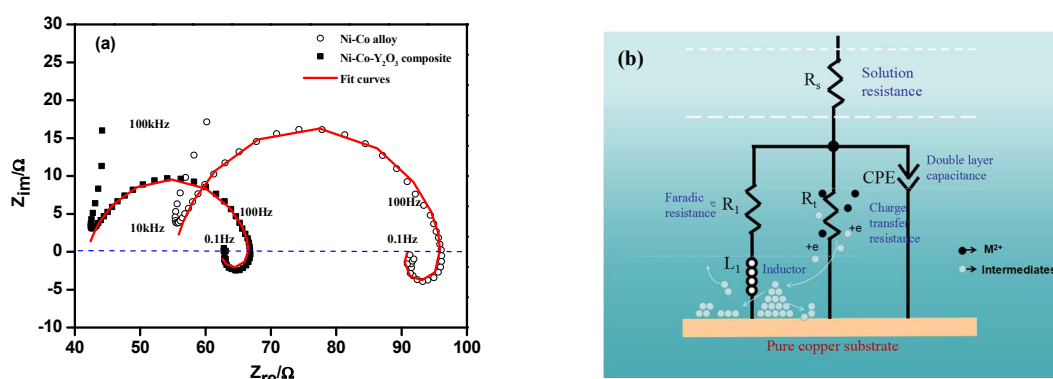 (a)
Ni-Co alloy
Ni-Co-Y₂O₃ composite
Fit curves
100kHz
10kHz
100Hz
0.1Hz
100Hz
0.1Hz
30
25
20
15
10
5
0
-5
-10
40
50
60
70
80
90
100
Zim/Ω
Zre/Ω
(b)
Rs
Solution
resistance
Double layer
capacitance
CPE
Faradic
resistance
℃
R1
Rt
Charge
transfer
resistance
+e
+e
L1
Inductor
M²⁺
Intermediates
Pure copper substrate